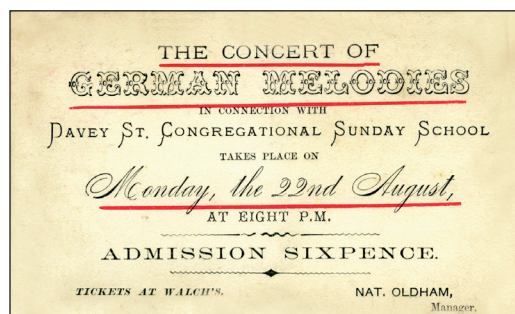 THE CONCERT OF
GERMAN MELODIES
IN CONNECTION WITH
DAVEY ST. CONGREGATIONAL SUNDAY SCHOOL
TAKES PLACE ON
Monday, the 22nd August,
AT EIGHT P.M.
ADMISSION SIXPENCE.
TICKETS AT WALCH'S. NAT. OLDHAM,
Manager.